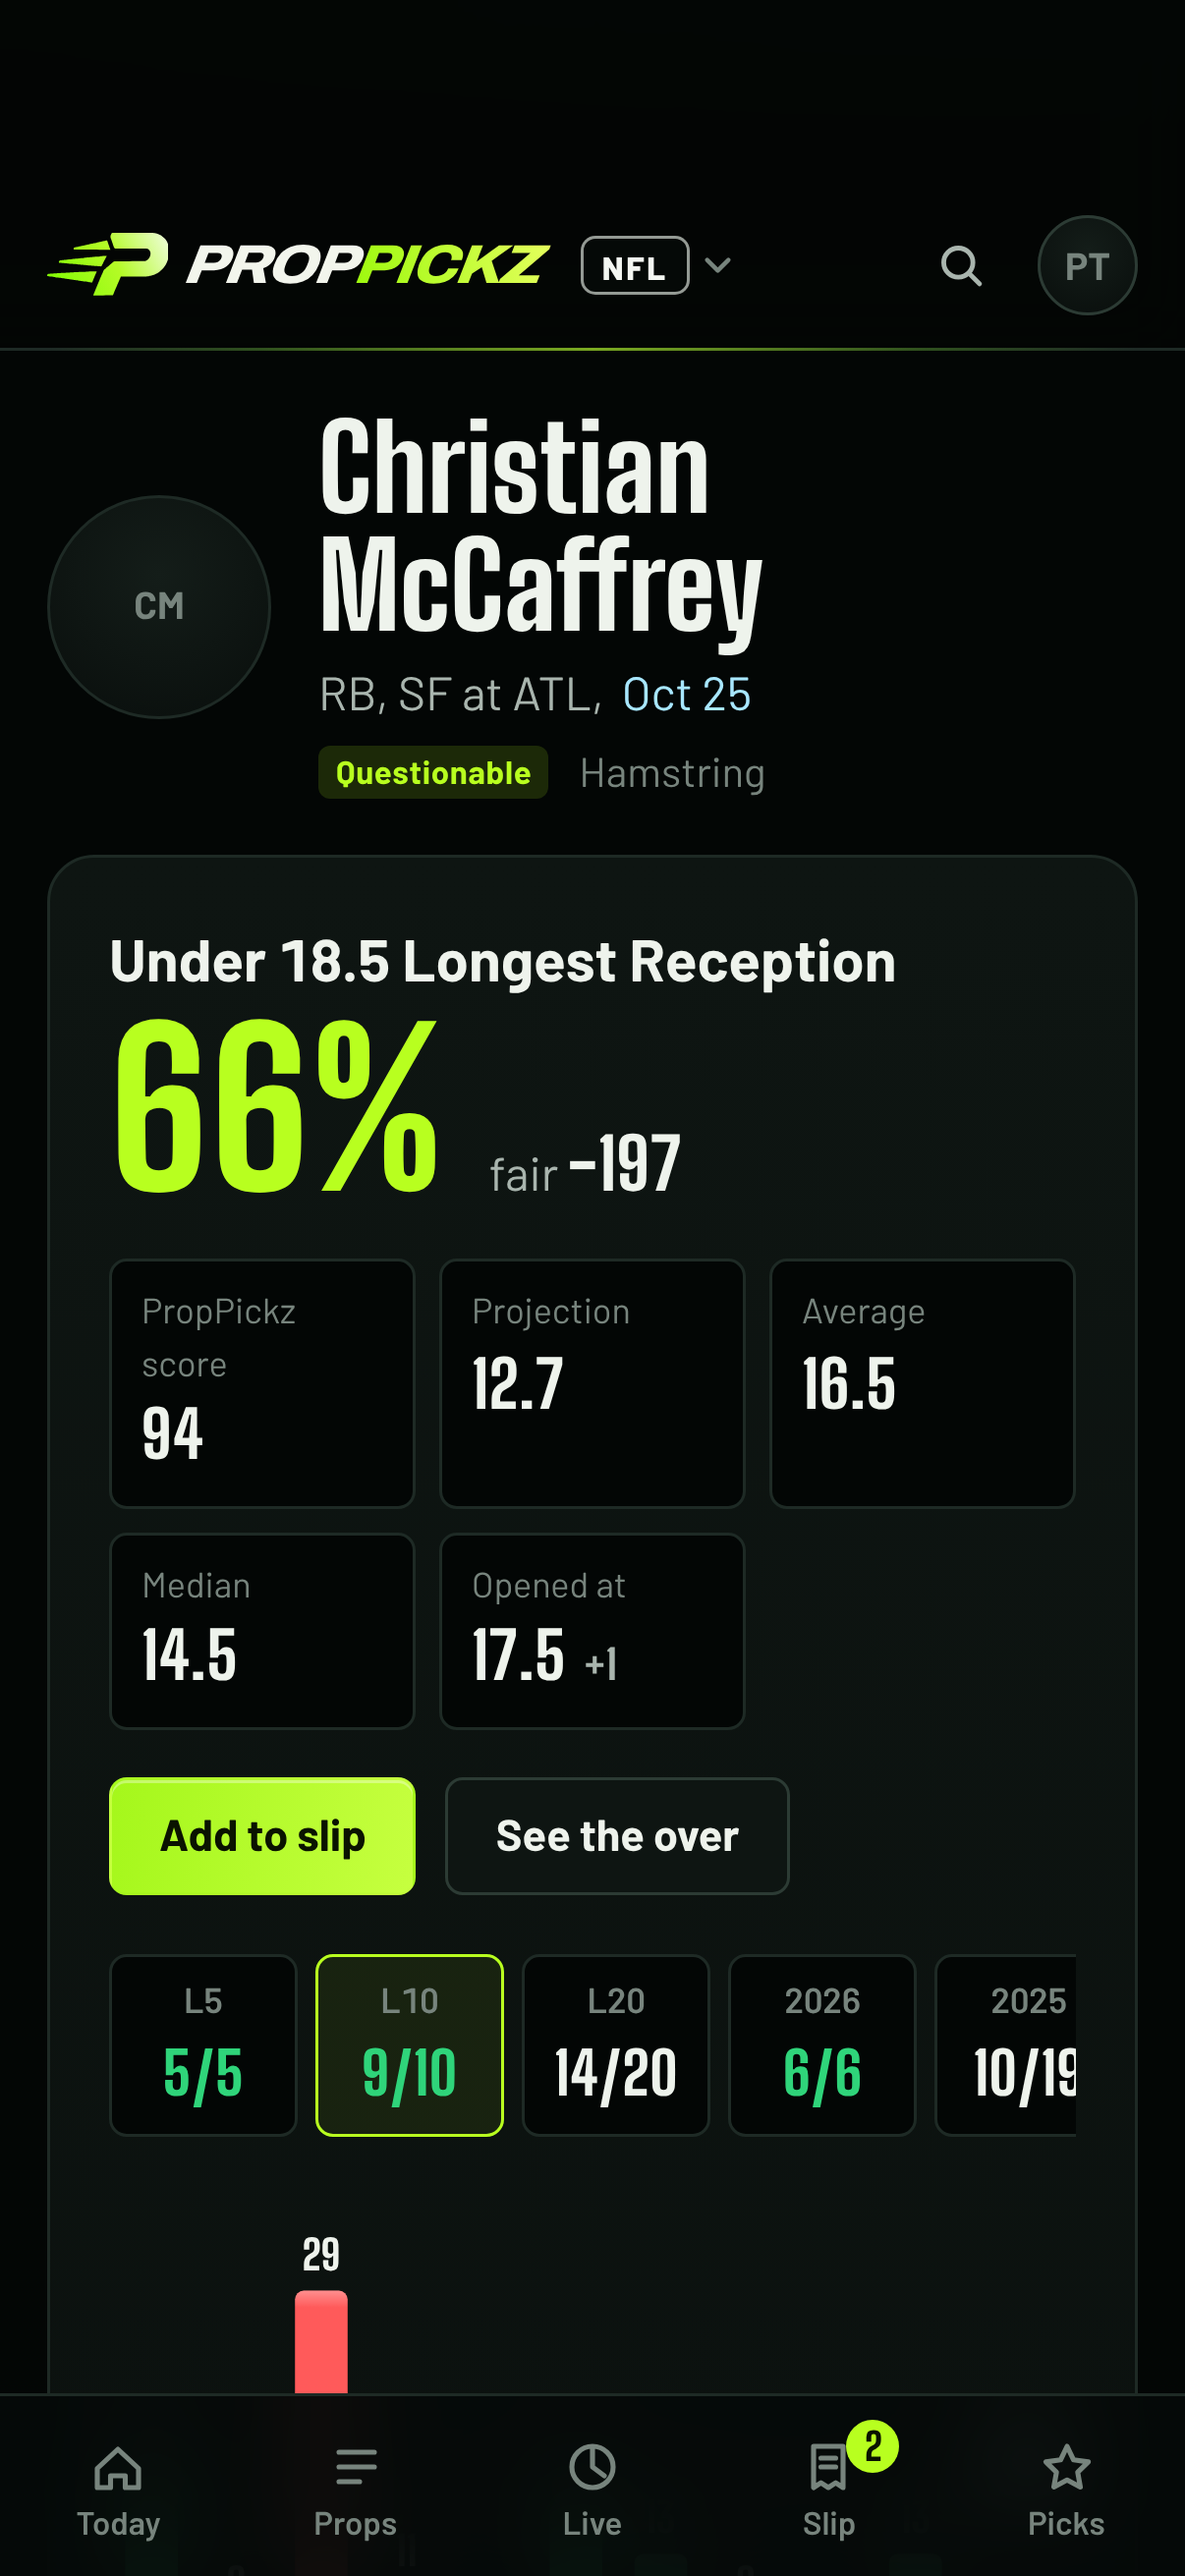 PROPPICKZ NFL PT
Christian
McCaffrey
CM
RB, SF at ATL, Oct 25
Questionable Hamstring
Under 18.5 Longest Reception
66% fair -197
PropPickz
score
94
Projection
12.7
Average
16.5
Median
14.5
Opened at
17.5 +1
Add to slip
See the over
L5
5/5
L10
9/10
L20
14/20
2026
6/6
2025
10/19
29
Today
Props
Live
Slip
2
Picks